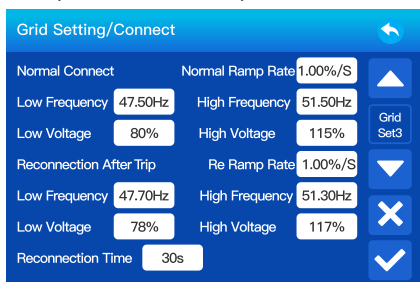 Grid Setting/Connect
Normal Connect Normal Ramp Rate 1.00%/S
Low Frequency 47.50Hz High Frequency 51.50Hz
Low Voltage 80% High Voltage 115%
Grid
Set3
Reconnection After Trip Re Ramp Rate 1.00%/S
Low Frequency 47.70Hz High Frequency 51.30Hz
Low Voltage 78% High Voltage 117%
Reconnection Time 30s